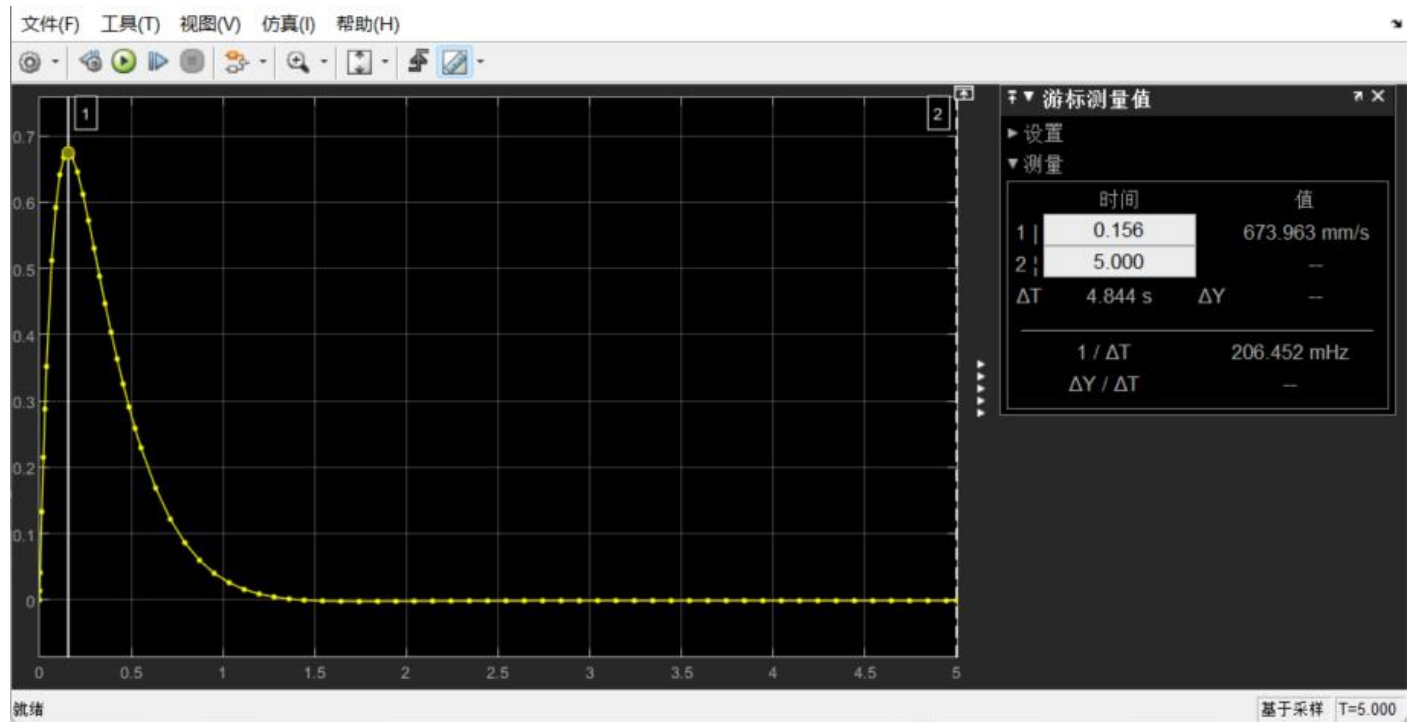 文件(F) 工具(T) 视图(V) 仿真(I) 帮助(H)
1
2
0.7
0.6
0.5
0.4
0.3
0.2
0.1
0
0 0.5 1 1.5 2 2.5 3 3.5 4 4.5 5
游标测量值
设置
测量
时间 值
1 | 0.156 673.963 mm/s
2 ¦ 5.000 --
ΔT 4.844 s ΔY --
1 / ΔT 206.452 mHz
ΔY / ΔT --
就绪 基于采样 T=5.000